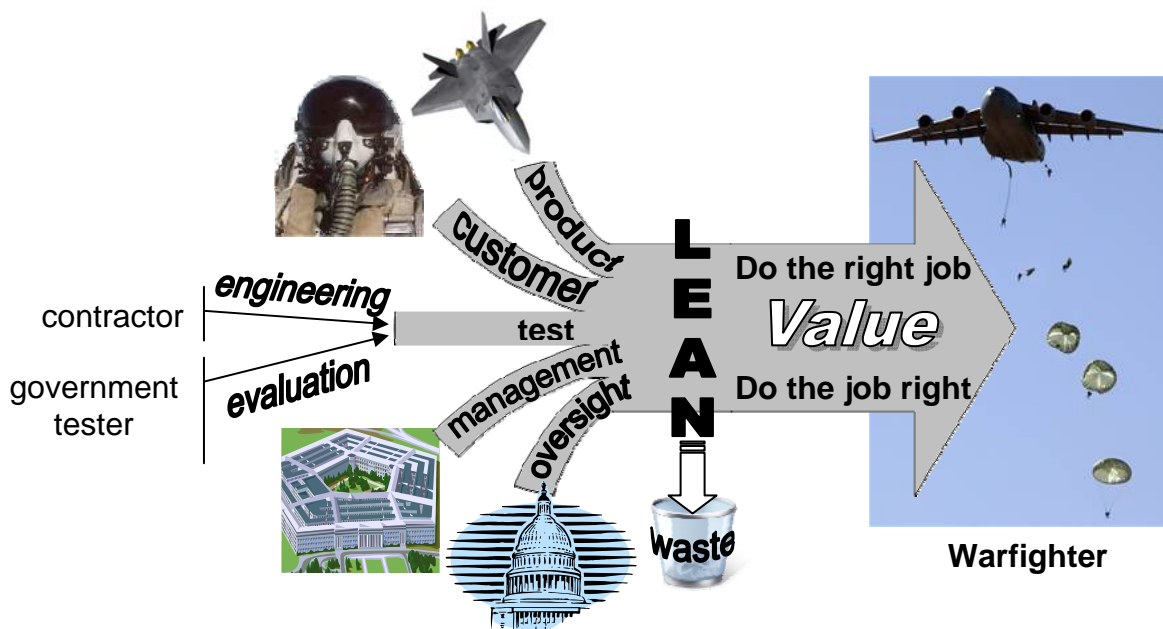 product
customer
engineering
contractor
test
evaluation
government
tester
management
oversight
LEAN
Do the right job
Value
Do the job right
waste
Warfighter